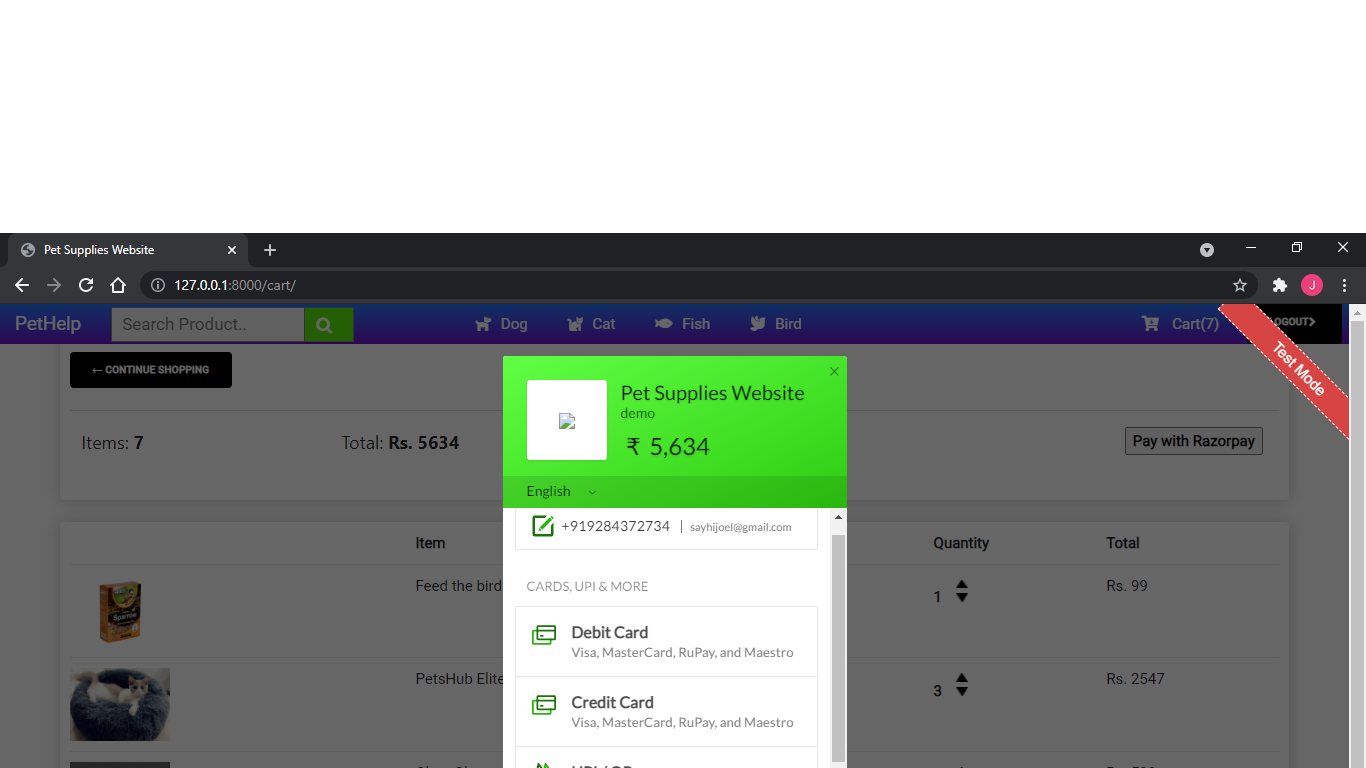 Pet Supplies Website
127.0.0.1:8000/cart/
J
PetHelp
Search Product..
Dog
Cat
Fish
Bird
Cart(7)
LOGOUT
Test Mode
← CONTINUE SHOPPING
Items: 7
Total: Rs. 5634
Pay with Razorpay
Pet Supplies Website
demo
₹ 5,634
English
+919284372734 | sayhijoel@gmail.com
CARDS, UPI & MORE
Debit Card
Visa, MasterCard, RuPay, and Maestro
Credit Card
Visa, MasterCard, RuPay, and Maestro
Item
Quantity
Total
Feed the bird
1
Rs. 99
PetsHub Elite
3
Rs. 2547